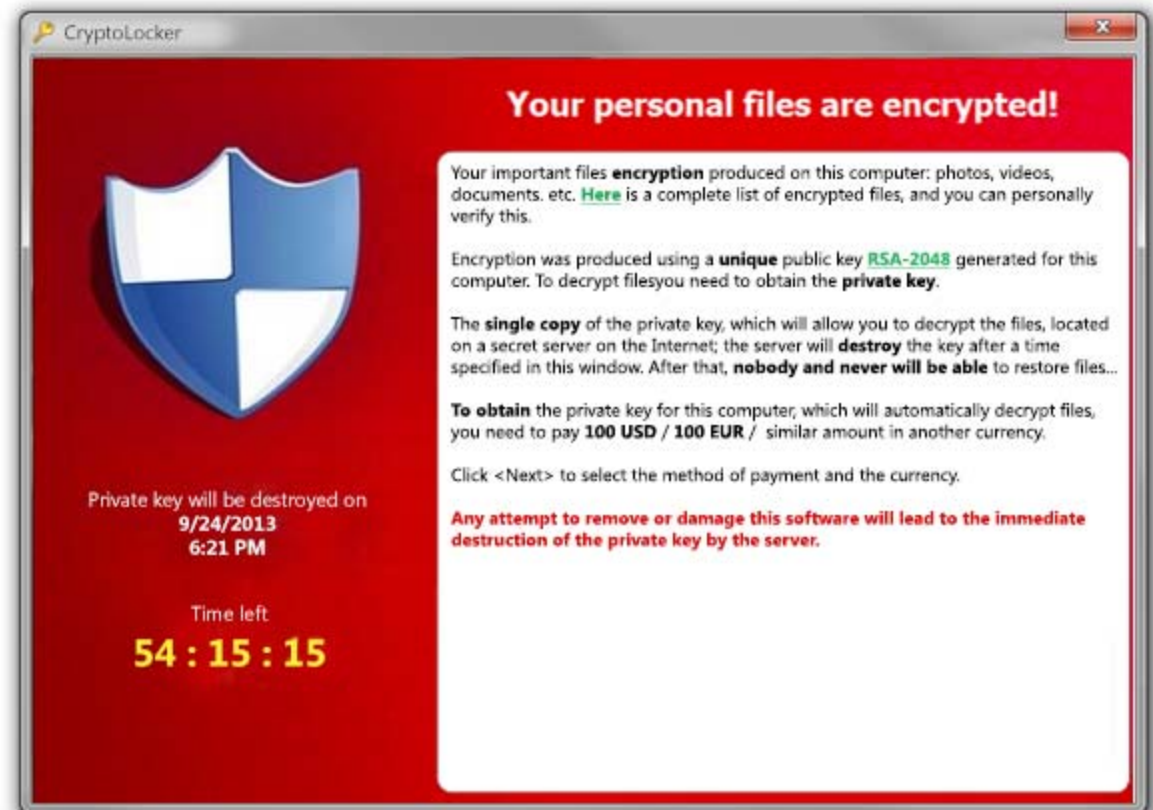 CryptoLocker
Your personal files are encrypted!
Your important files encryption produced on this computer: photos, videos,
documents. etc. Here is a complete list of encrypted files, and you can personally
verify this.
Encryption was produced using a unique public key RSA-2048 generated for this
computer. To decrypt filesyou need to obtain the private key.
The single copy of the private key, which will allow you to decrypt the files, located
on a secret server on the Internet; the server will destroy the key after a time
specified in this window. After that, nobody and never will be able to restore files...
To obtain the private key for this computer, which will automatically decrypt files,
you need to pay 100 USD / 100 EUR / similar amount in another currency.
Click <Next> to select the method of payment and the currency.
Any attempt to remove or damage this software will lead to the immediate
destruction of the private key by the server.
Private key will be destroyed on
9/24/2013
6:21 PM
Time left
54 : 15 : 15